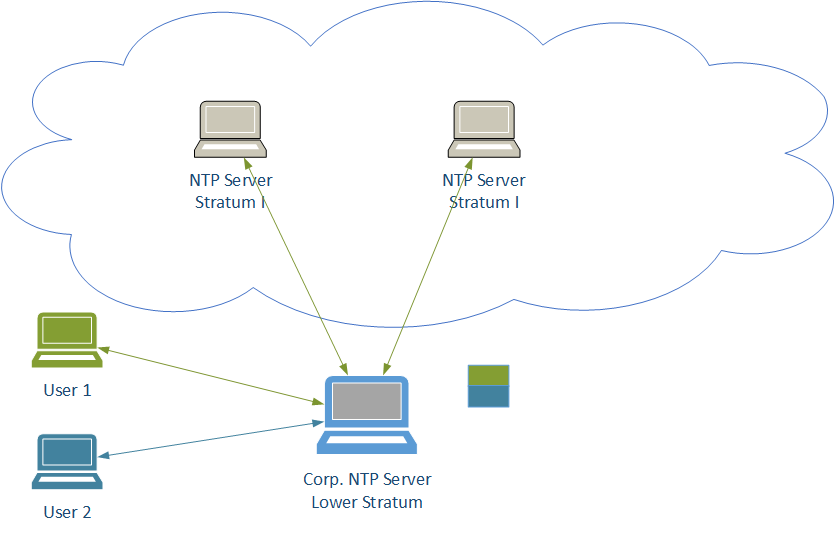 NTP Server
Stratum I
NTP Server
Stratum I
User 1
User 2
Corp. NTP Server
Lower Stratum